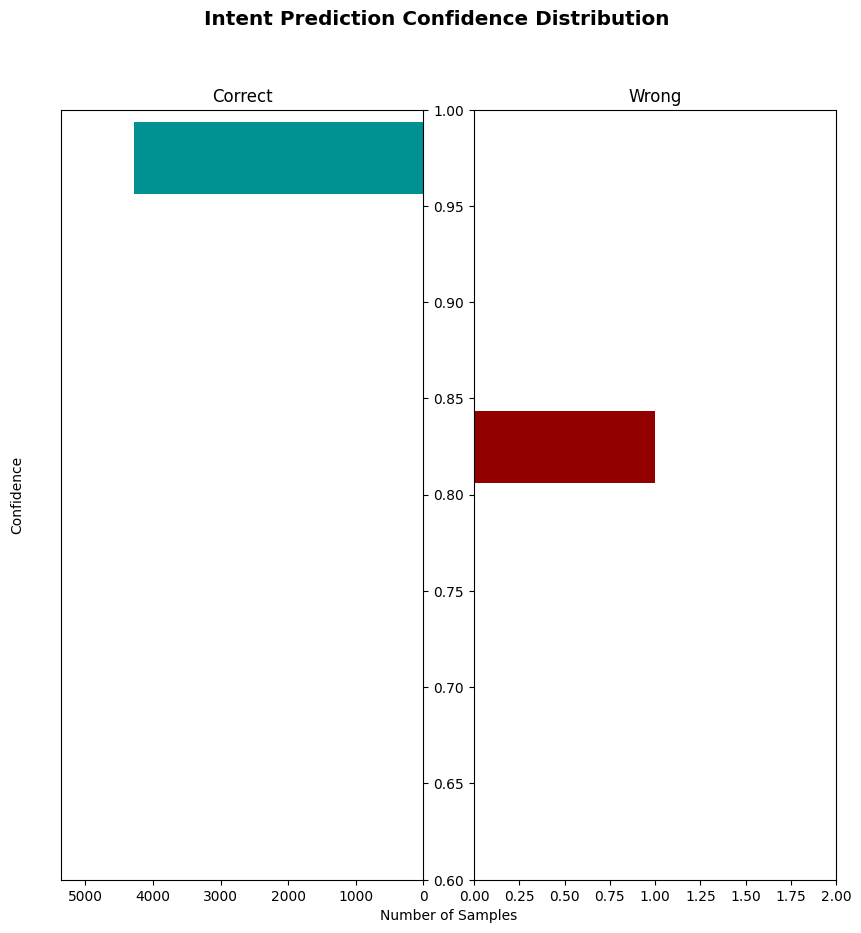 Intent Prediction Confidence Distribution
Correct
Wrong
1.00
0.95
0.90
0.85
0.80
0.75
0.70
0.65
0.60
Confidence
5000 4000 3000 2000 1000 0
0.00 0.25 0.50 0.75 1.00 1.25 1.50 1.75 2.00
Number of Samples